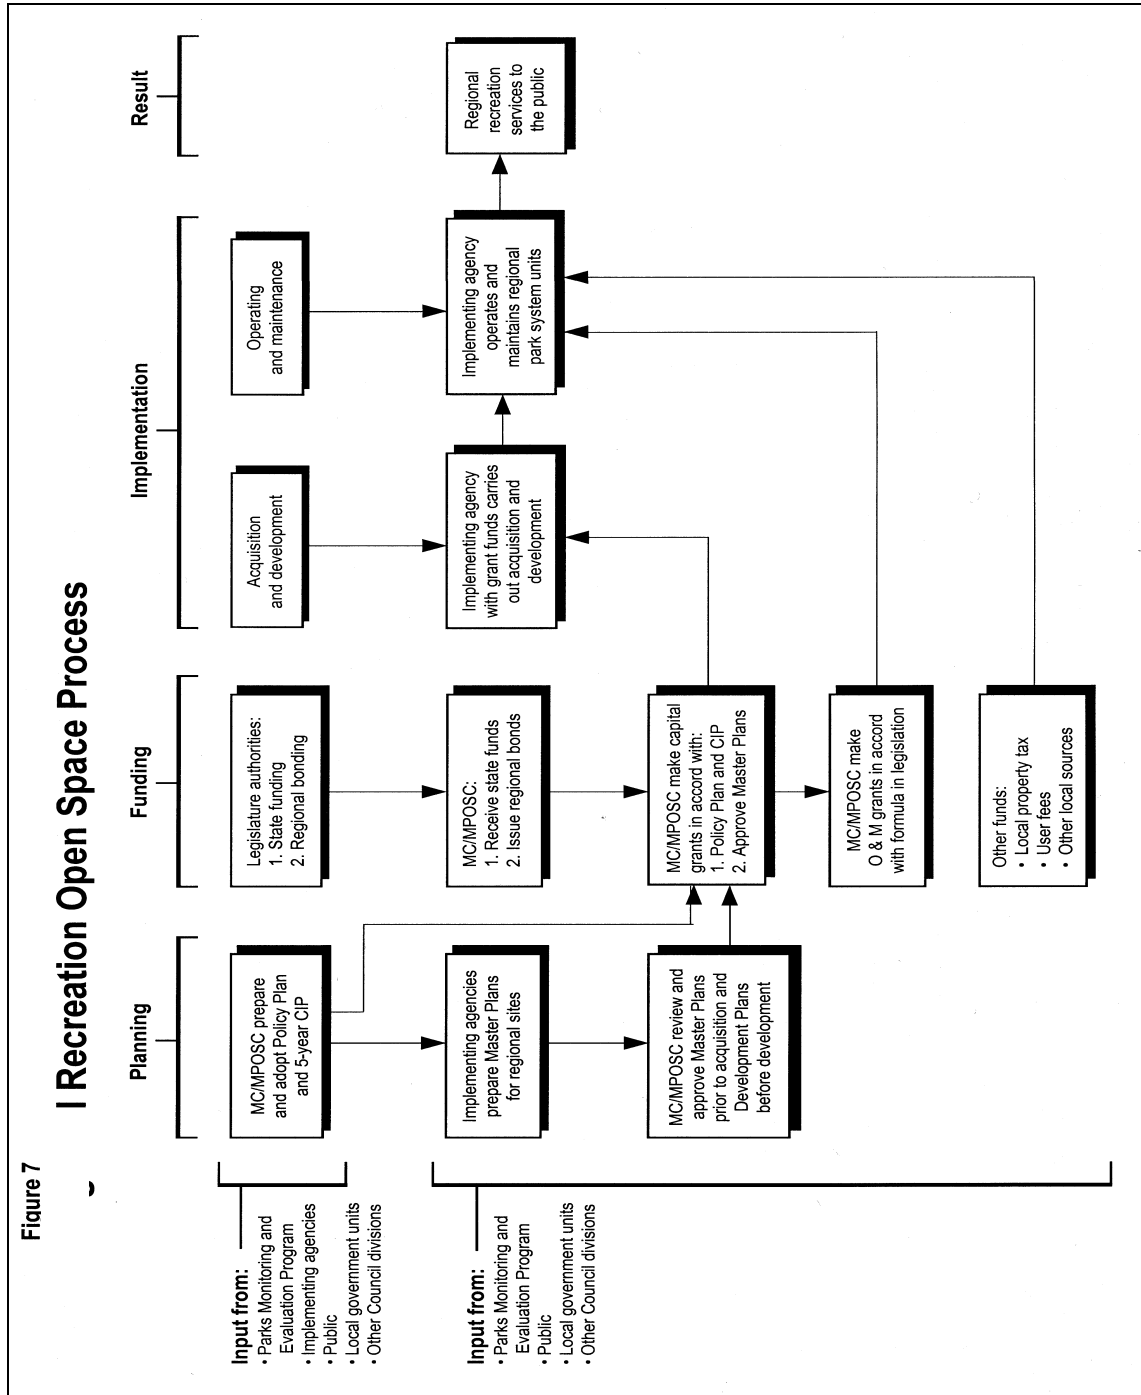 Figure 7
l Recreation Open Space Process
Planning
Funding
Implementation
Result
Input from:
• Parks Monitoring and
Evaluation Program
• Implementing agencies
• Public
• Local government units
• Other Council divisions
MC/MPOSC prepare
and adopt Policy Plan
and 5-year CIP
Legislature authorities:
1. State funding
2. Regional bonding
Acquisition
and development
Operating
and maintenance
Input from:
• Parks Monitoring and
Evaluation Program
• Public
• Local government units
• Other Council divisions
Implementing agencies
prepare Master Plans
for regional sites
MC/MPOSC:
1. Receive state funds
2. Issue regional bonds
Implementing agency
with grant funds carries
out acquisition and
development
Implementing agency
operates and
maintains regional
park system units
Regional
recreation
services to
the public
MC/MPOSC review and
approve Master Plans
prior to acquisition and
Development Plans
before development
MC/MPOSC make capital
grants in accord with:
1. Policy Plan and CIP
2. Approve Master Plans
MC/MPOSC make
O & M grants in accord
with formula in legislation
Other funds:
• Local property tax
• User fees
• Other local sources